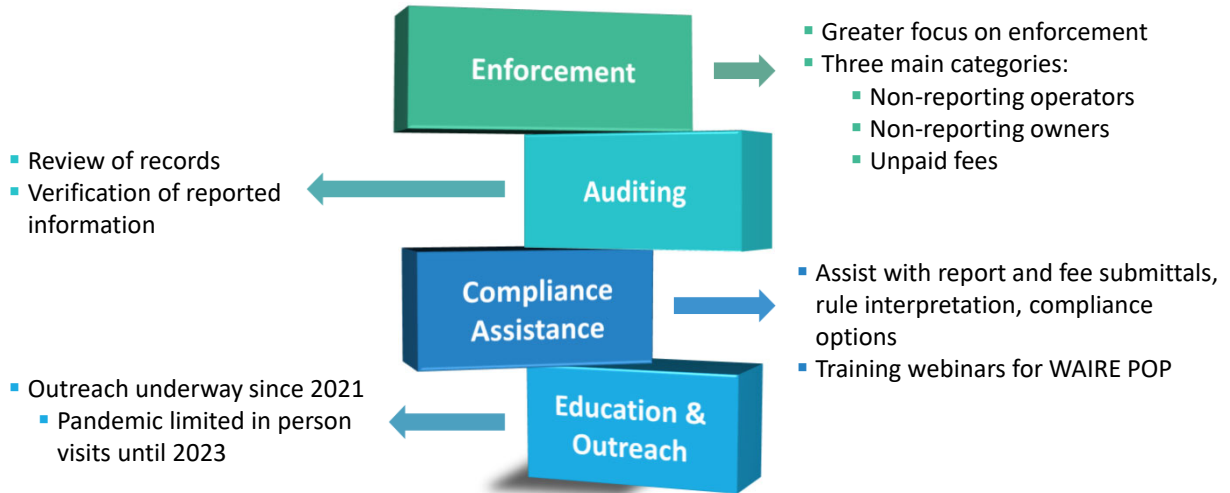 Enforcement
▪ Greater focus on enforcement
▪ Three main categories:
▪ Non-reporting operators
▪ Non-reporting owners
▪ Unpaid fees
Auditing
▪ Review of records
▪ Verification of reported
information
Compliance
Assistance
▪ Assist with report and fee submittals,
rule interpretation, compliance
options
▪ Training webinars for WAIRE POP
Education &
Outreach
▪ Outreach underway since 2021
▪ Pandemic limited in person
visits until 2023